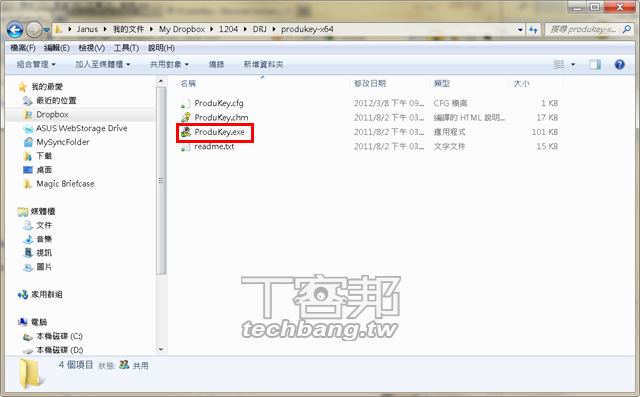 Janus ▸ 我的文件 ▸ My Dropbox ▸ 1204 ▸ DRJ ▸ produkey-x64
搜尋 produkey-x...
檔案(F) 編輯(E) 檢視(V) 工具(T) 說明(H)
組合管理 加入至媒體櫃 共用對象 燒錄 新增資料夾
名稱 修改日期 類型 大小
ProduKey.cfg 2012/3/8 下午 09... CFG 檔案 1 KB
ProduKey.chm 2011/8/2 下午 03... 編譯的 HTML 說明... 17 KB
ProduKey.exe 2011/8/2 下午 03... 應用程式 101 KB
readme.txt 2011/8/2 下午 03... 文字文件 15 KB
我的最愛
最近的位置
Dropbox
ASUS WebStorage Drive
MySyncFolder
下載
桌面
Magic Briefcase
媒體櫃
文件
音樂
視訊
圖片
家用群組
電腦
本機磁碟 (C:)
本機磁碟 (D:)
T客邦
techbang.tw
4 個項目 狀態: 共用